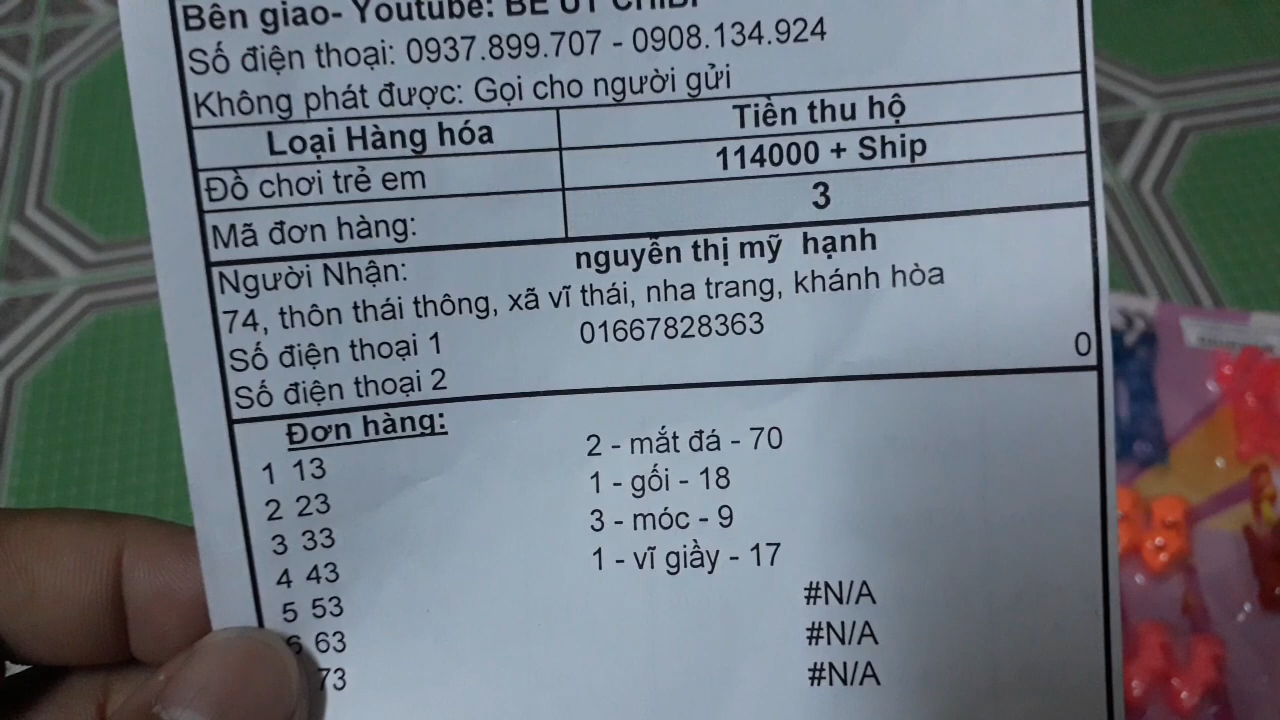 Bên giao- Youtube: BÉ ÚT CHIBI
Số điện thoại: 0937.899.707 - 0908.134.924
Không phát được: Gọi cho người gửi
Loại Hàng hóa Tiền thu hộ
Đồ chơi trẻ em 114000 + Ship
Mã đơn hàng: 3
Người Nhận: nguyễn thị mỹ hạnh
74, thôn thái thông, xã vĩ thái, nha trang, khánh hòa
Số điện thoại 1 01667828363
Số điện thoại 2 0
Đơn hàng:
1 13 2 - mắt đá - 70
2 23 1 - gối - 18
3 33 3 - móc - 9
4 43 1 - vĩ giầy - 17
5 53 #N/A
6 63 #N/A
73 #N/A